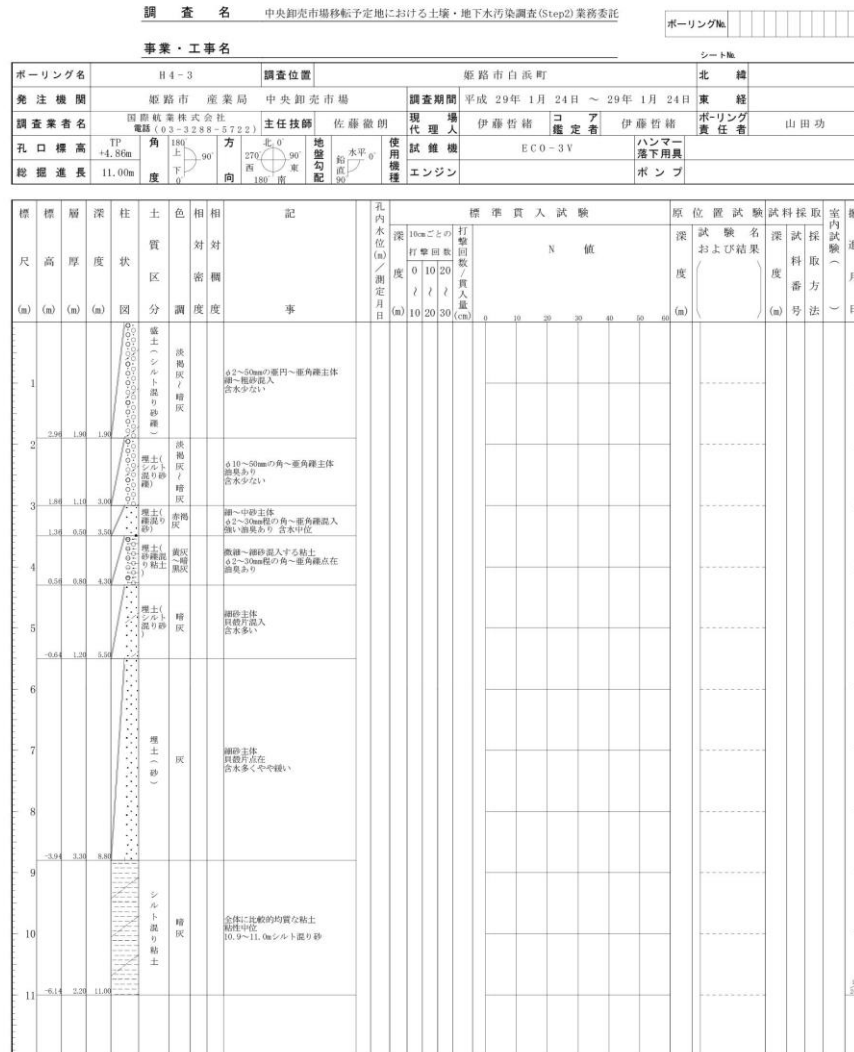 調査名 中央卸売市場移転予定地における土壌・地下水汚染調査(Step2)業務委託
ボーリング№
事業・工事名
シート№
ボーリング名 H4-3 調査位置 姫路市白浜町 北緯
発注機関 姫路市 産業局 中央卸売市場 調査期間 平成 29年 1月 24日 ～ 29年 1月 24日 東経
調査業者名 国際航業株式会社 電話(03-3288-5722) 主任技師 佐藤徹朗 現場代理人 伊藤哲緒 コア鑑定者 伊藤哲緒 ボーリング責任者 山田功
孔口標高 TP +4.86m 角度 180° 上 下 0° 90° 方向 北 0° 270° 西 90° 東 180° 南 地盤勾配 水平 0° 鉛直 90° 使用機種 試錐機 ECO-3V ハンマー落下用具
総掘進長 11.00m エンジン ポンプ
標尺(m) 標高(m) 層厚(m) 深度(m) 柱状図 土質区分 色調 相対密度 相対稠度 記事 孔内水位(m)/測定月日 標準貫入試験 深度(m) 10cmごとの打撃回数 0～10 10～20 20～30 打撃回数/貫入量(cm) N値 原位置試験 深度(m) 試験名および結果 試料採取 深度(m) 試料番号 採取方法 室内試験( )
0 10 20 30 40 50 60
盛土(シルト混り砂礫) 淡褐灰～暗灰 φ2～50mmの亜円～亜角礫主体
細～粗砂混入
含水少ない
1
2.96 1.90 1.90
2
埋土(シルト混り砂礫) 淡褐灰～暗灰 φ10～50mmの角～亜角礫主体
油臭あり
含水少ない
1.86 1.10 3.00
3
埋土(礫混り砂) 赤褐灰 細～中砂主体
φ2～30mm程の角～亜角礫混入
強い油臭あり 含水中位
1.36 0.50 3.50
埋土(砂礫混り粘土) 黄灰～暗黒灰 微細～細砂混入する粘土
φ2～30mm程の角～亜角礫点在
油臭あり
4
0.56 0.80 4.30
埋土(シルト混り砂) 暗灰 細砂主体
貝殻片混入
含水多い
5
-0.64 1.20 5.50
6
埋土(砂) 灰 細砂主体
貝殻片点在
含水多くやや緩い
7
8
-3.94 3.30 8.80
9
シルト混り粘土 暗灰 全体に比較的均質な粘土
粘性中位
10.9～11.0mシルト混り砂
10
11
-6.14 2.20 11.00